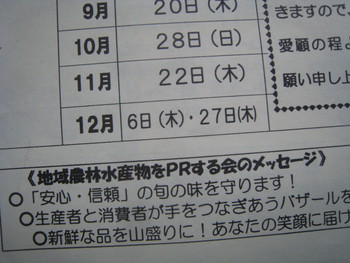 9月 20日（木）
10月 28日（日）
11月 22日（木）
12月 6日（木）・27日（木）
きますので、
愛顧の程よ
願い申し上
《地域農林水産物をPRする会のメッセージ》
○「安心・信頼」の旬の味を守ります！
○生産者と消費者が手をつなぎあうバザールを
○新鮮な品を山盛りに！あなたの笑顔に届け